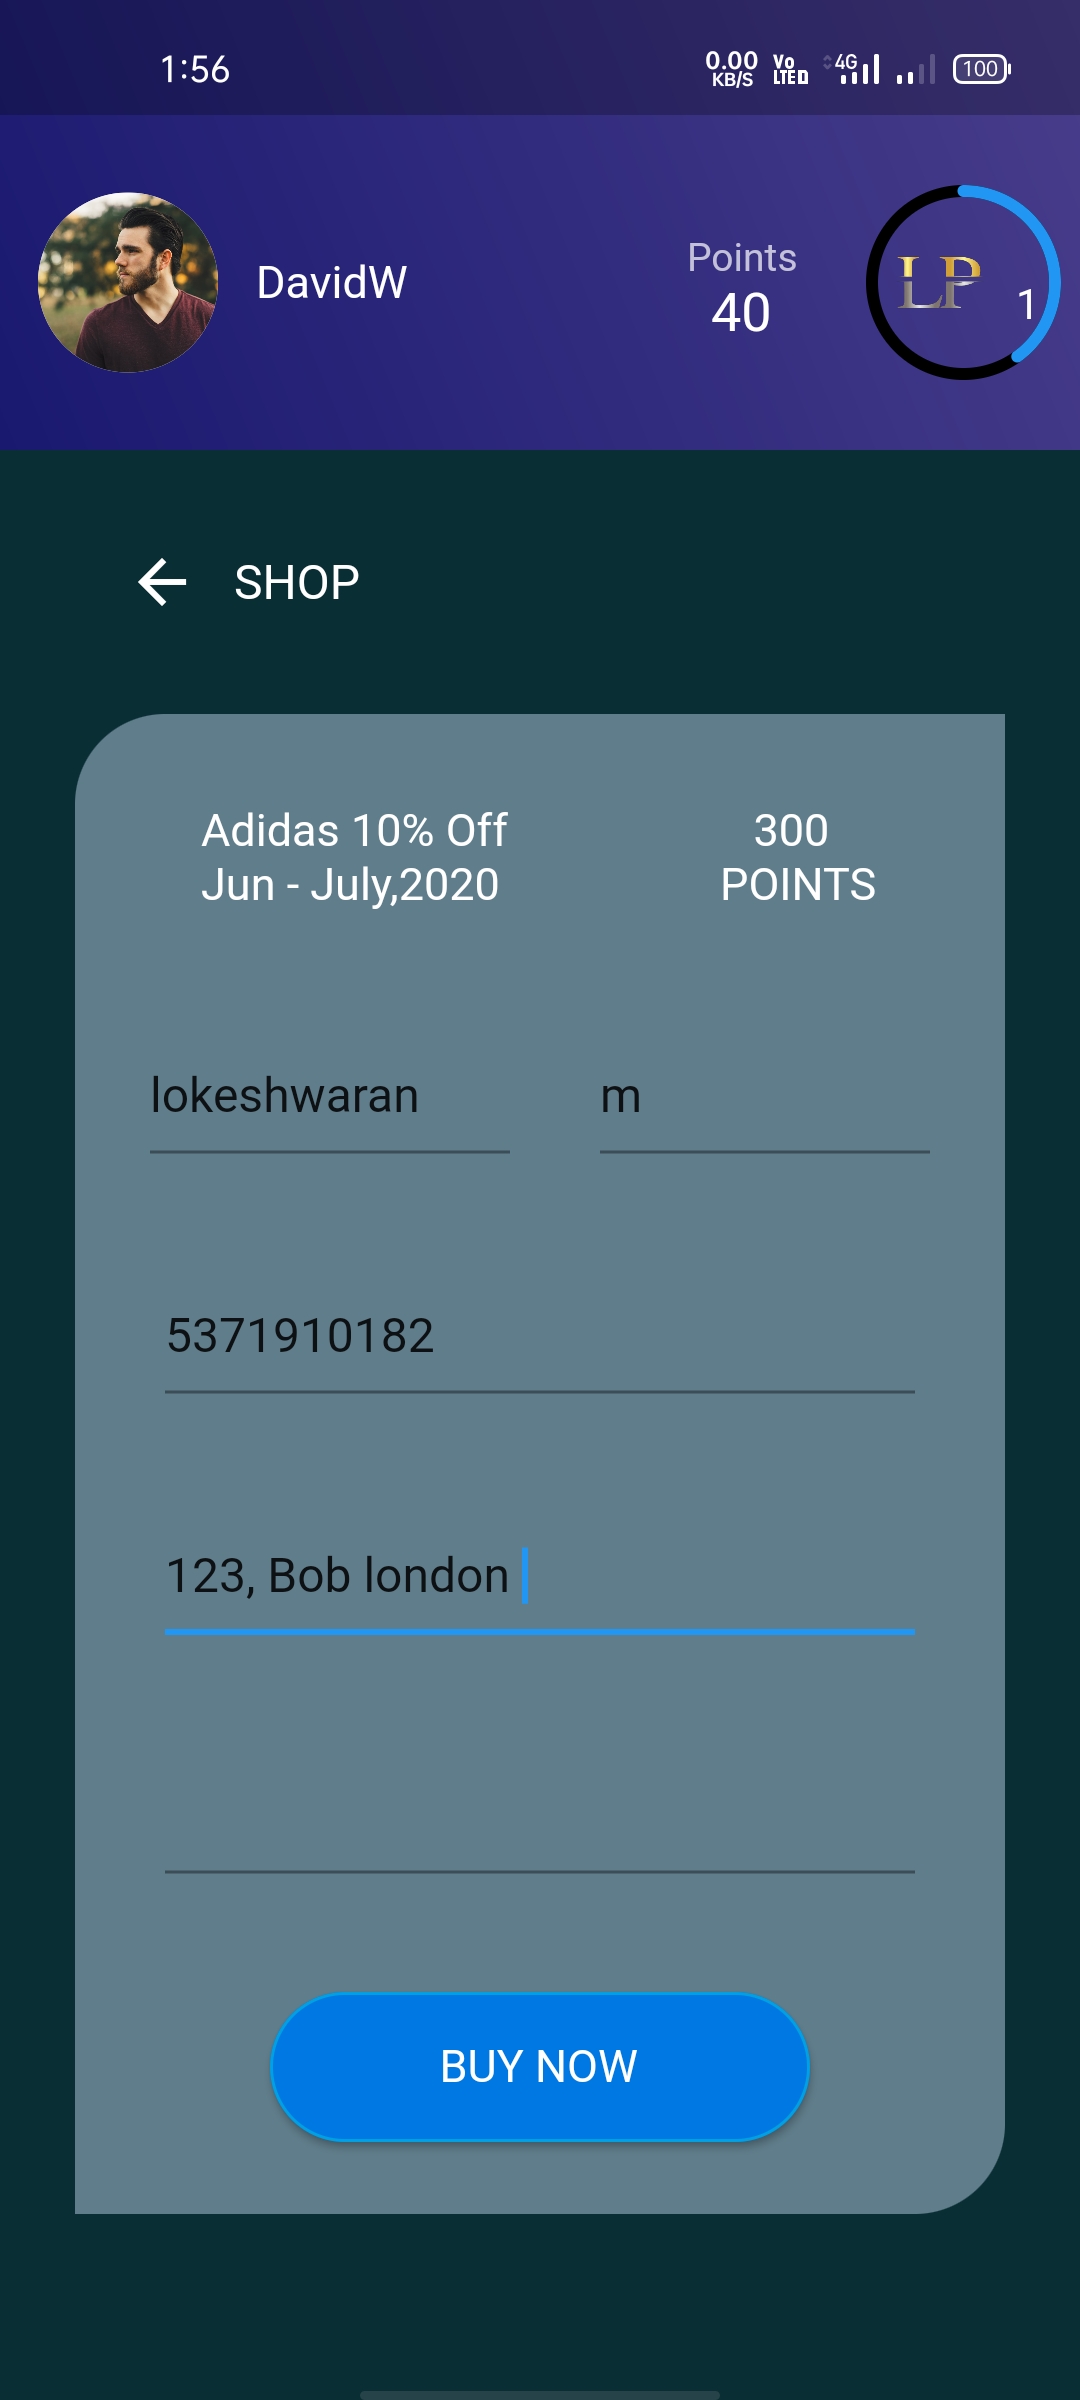 1:56
0.00
KB/S
Vo
LTE
4G
100
DavidW
Points
40
LP
1
SHOP
Adidas 10% Off
Jun - July,2020
300
POINTS
lokeshwaran
m
5371910182
123, Bob london
BUY NOW